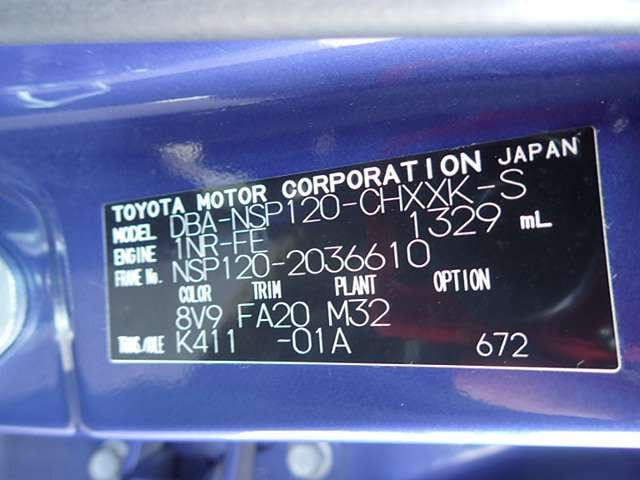 TOYOTA MOTOR CORPORATION JAPAN
MODEL DBA-NSP120-CHXXK-S
ENGINE 1NR-FE 1329 mL
FRAME No. NSP120-2036610
COLOR TRIM PLANT OPTION
8V9 FA20 M32
TRANS./AXLE K411 -01A 672